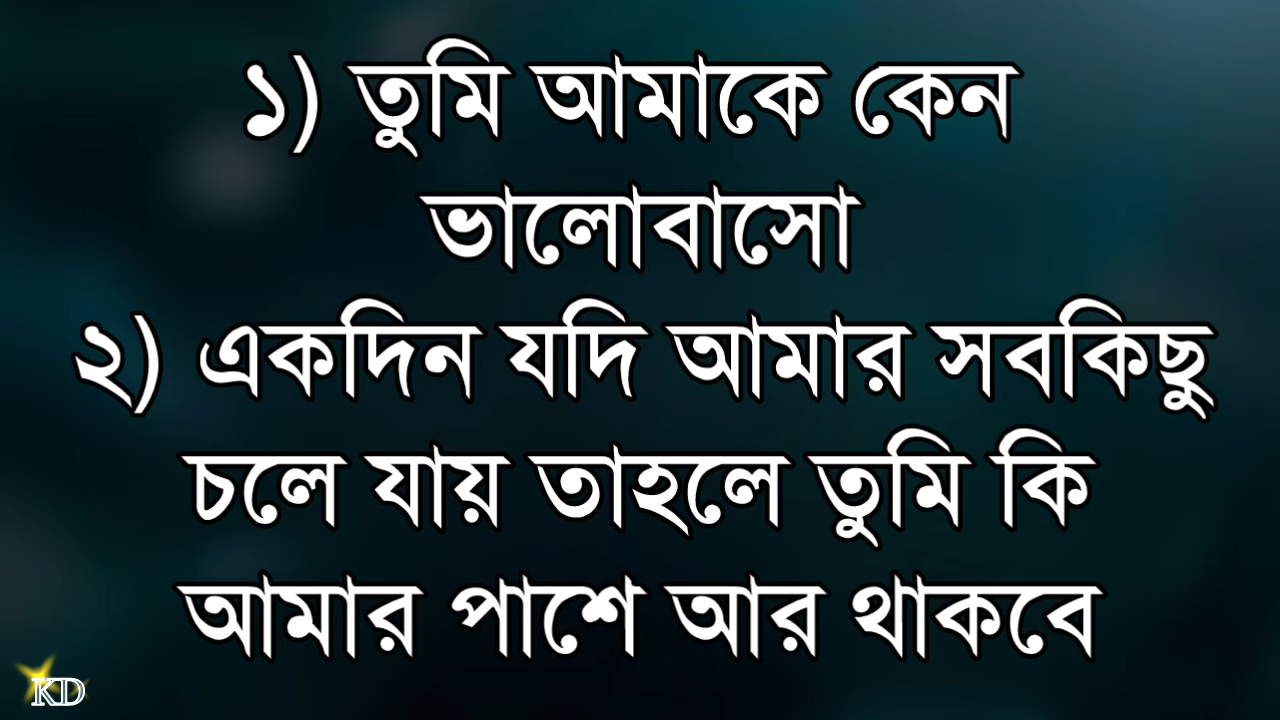 ১) তুমি আমাকে কেন
ভালোবাসো
২) একদিন যদি আমার সবকিছু
চলে যায় তাহলে তুমি কি
আমার পাশে আর থাকবে
KD